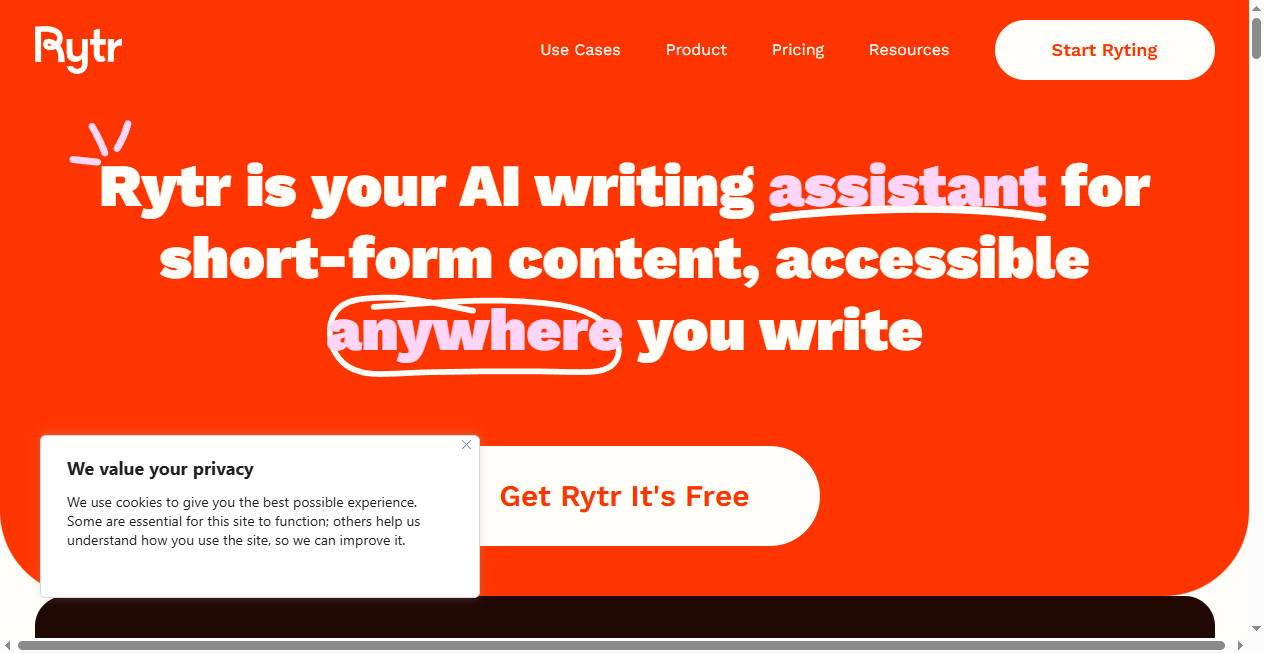 Rytr
Use Cases
Product
Pricing
Resources
Start Ryting
Rytr is your AI writing assistant for
short-form content, accessible
anywhere you write
We value your privacy
We use cookies to give you the best possible experience.
Some are essential for this site to function; others help us
understand how you use the site, so we can improve it.
Get Rytr It's Free